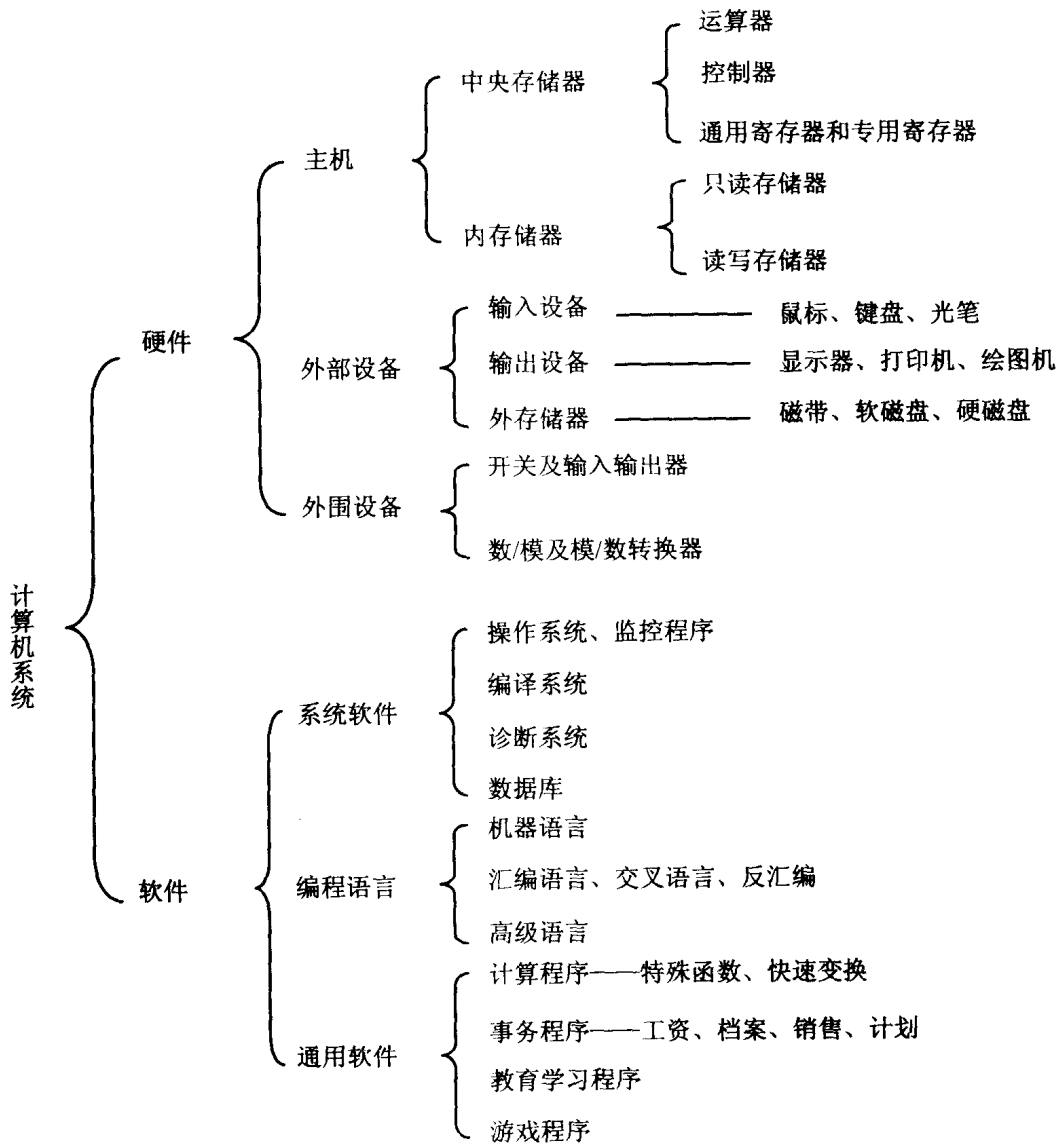 计算机系统
硬件
主机
中央存储器
运算器
控制器
通用寄存器和专用寄存器
内存储器
只读存储器
读写存储器
外部设备
输入设备——鼠标、键盘、光笔
输出设备——显示器、打印机、绘图机
外存储器——磁带、软磁盘、硬磁盘
外围设备
开关及输入输出器
数/模及模/数转换器
软件
系统软件
操作系统、监控程序
编译系统
诊断系统
数据库
编程语言
机器语言
汇编语言、交叉语言、反汇编
高级语言
通用软件
计算程序——特殊函数、快速变换
事务程序——工资、档案、销售、计划
教育学习程序
游戏程序